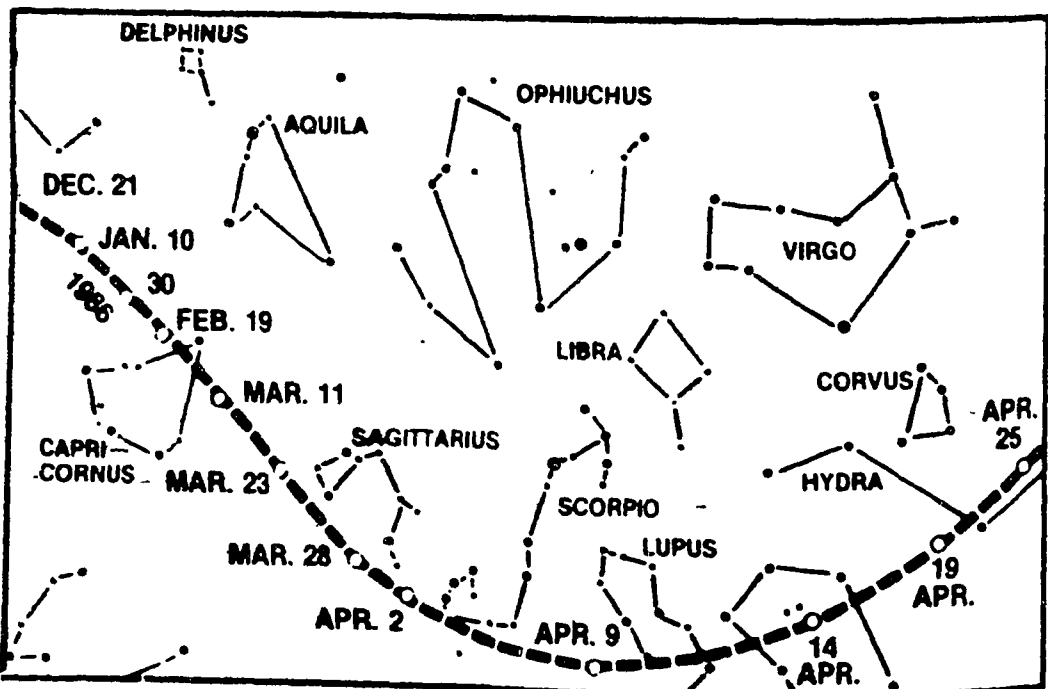 DELPHINUS
OPHIUCHUS
AQUILA
DEC. 21
JAN. 10
VIRGO
30
1986
FEB. 19
LIBRA
CORVUS
MAR. 11
APR.
25
CAPRI-
CORNUS
SAGITTARIUS
MAR. 23
HYDRA
SCORPIO
MAR. 28
LUPUS
19
APR.
APR. 2
APR. 9
14
APR.